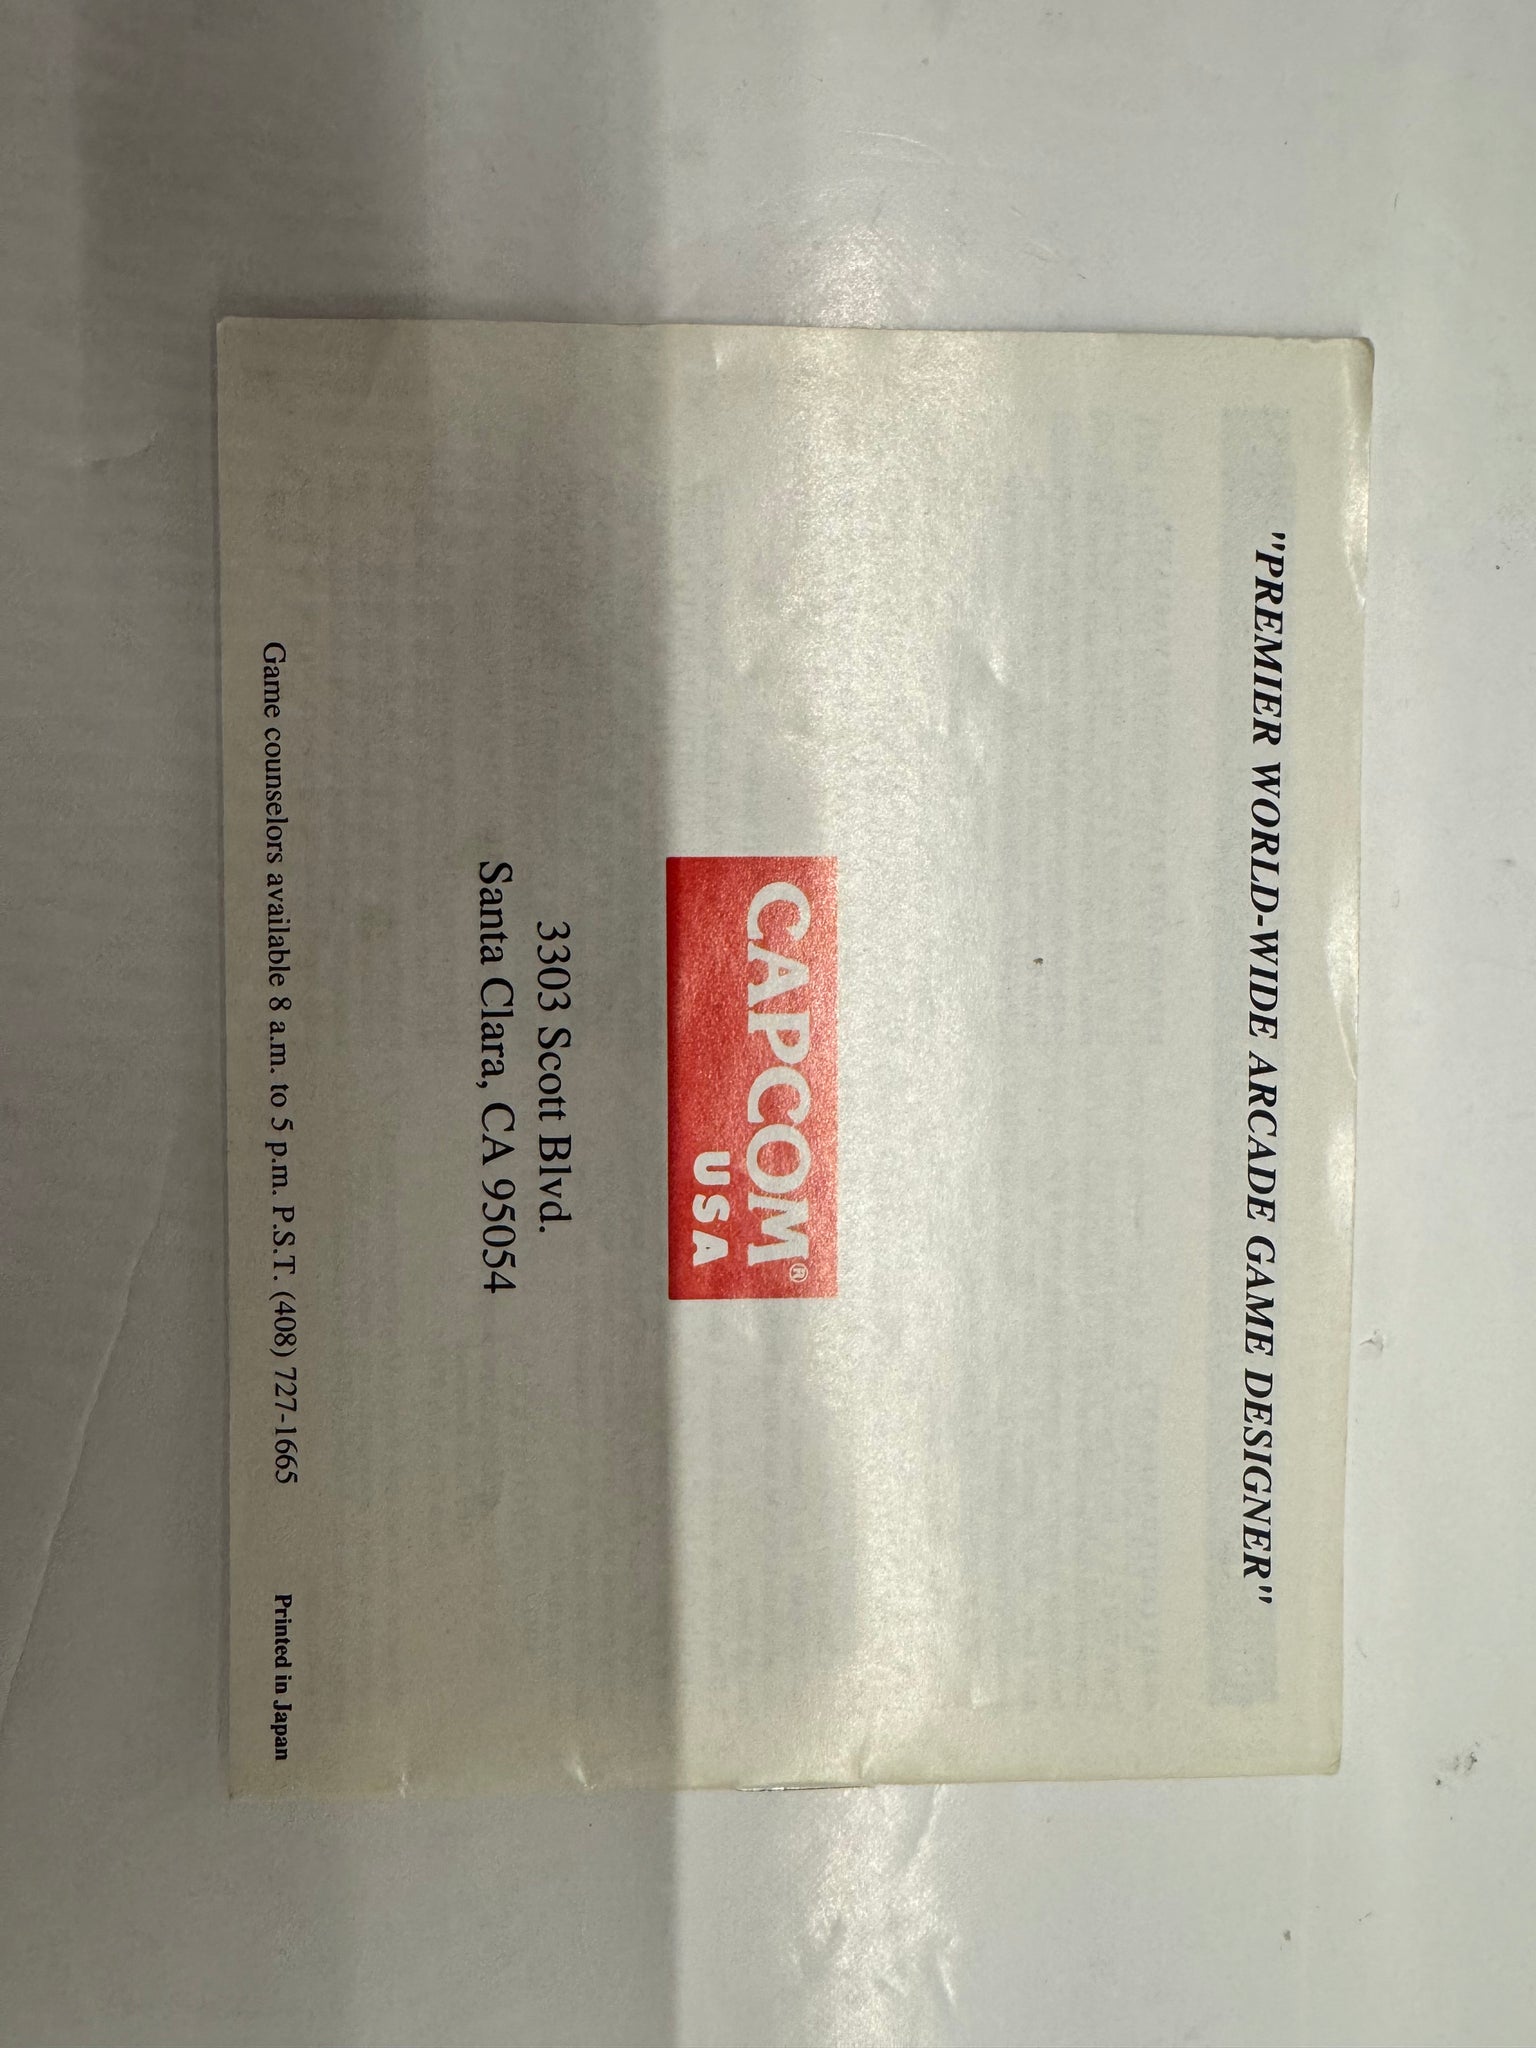 "PREMIER WORLD-WIDE ARCADE GAME DESIGNER"
CAPCOM®
USA
3303 Scott Blvd.
Santa Clara, CA 95054
Game counselors available 8 a.m. to 5 p.m. P.S.T. (408) 727-1665 Printed in Japan